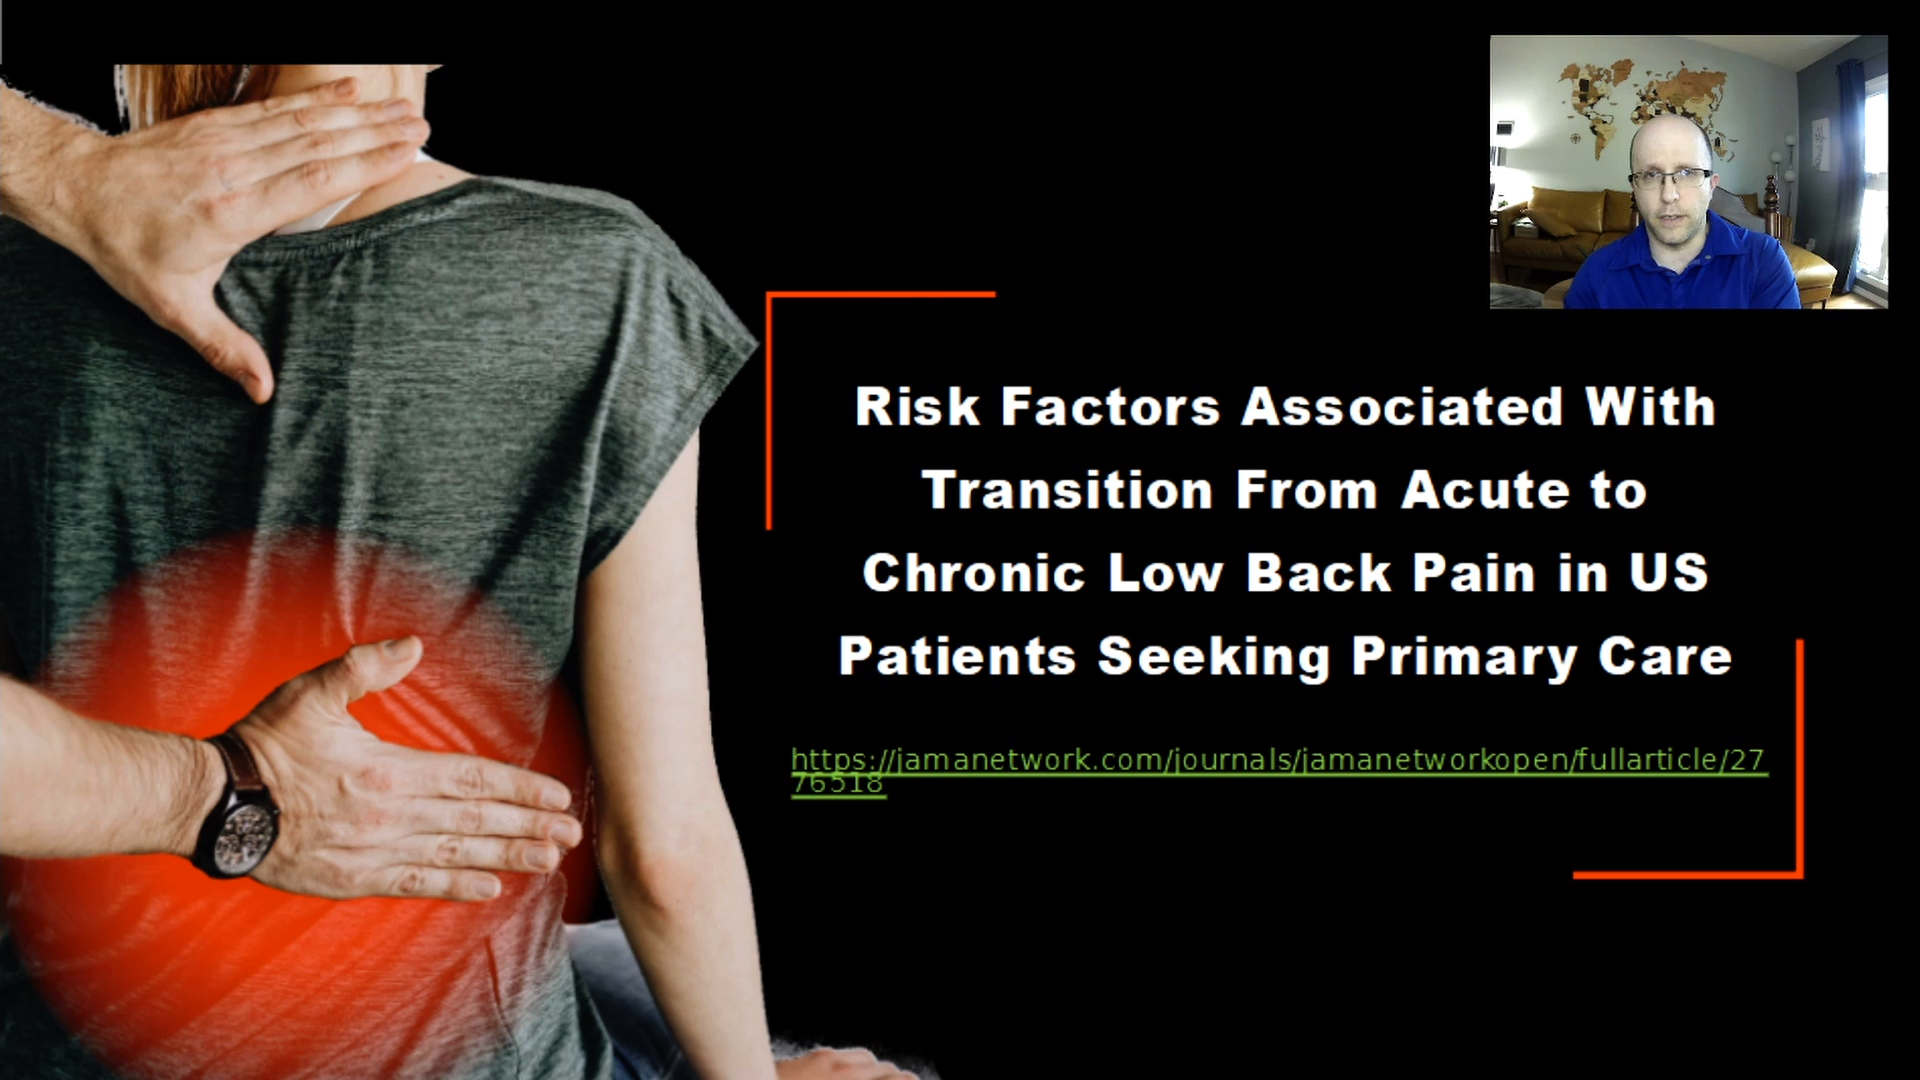 Risk Factors Associated With
Transition From Acute to
Chronic Low Back Pain in US
Patients Seeking Primary Care
https://jamanetwork.com/journals/jamanetworkopen/fullarticle/27
76518